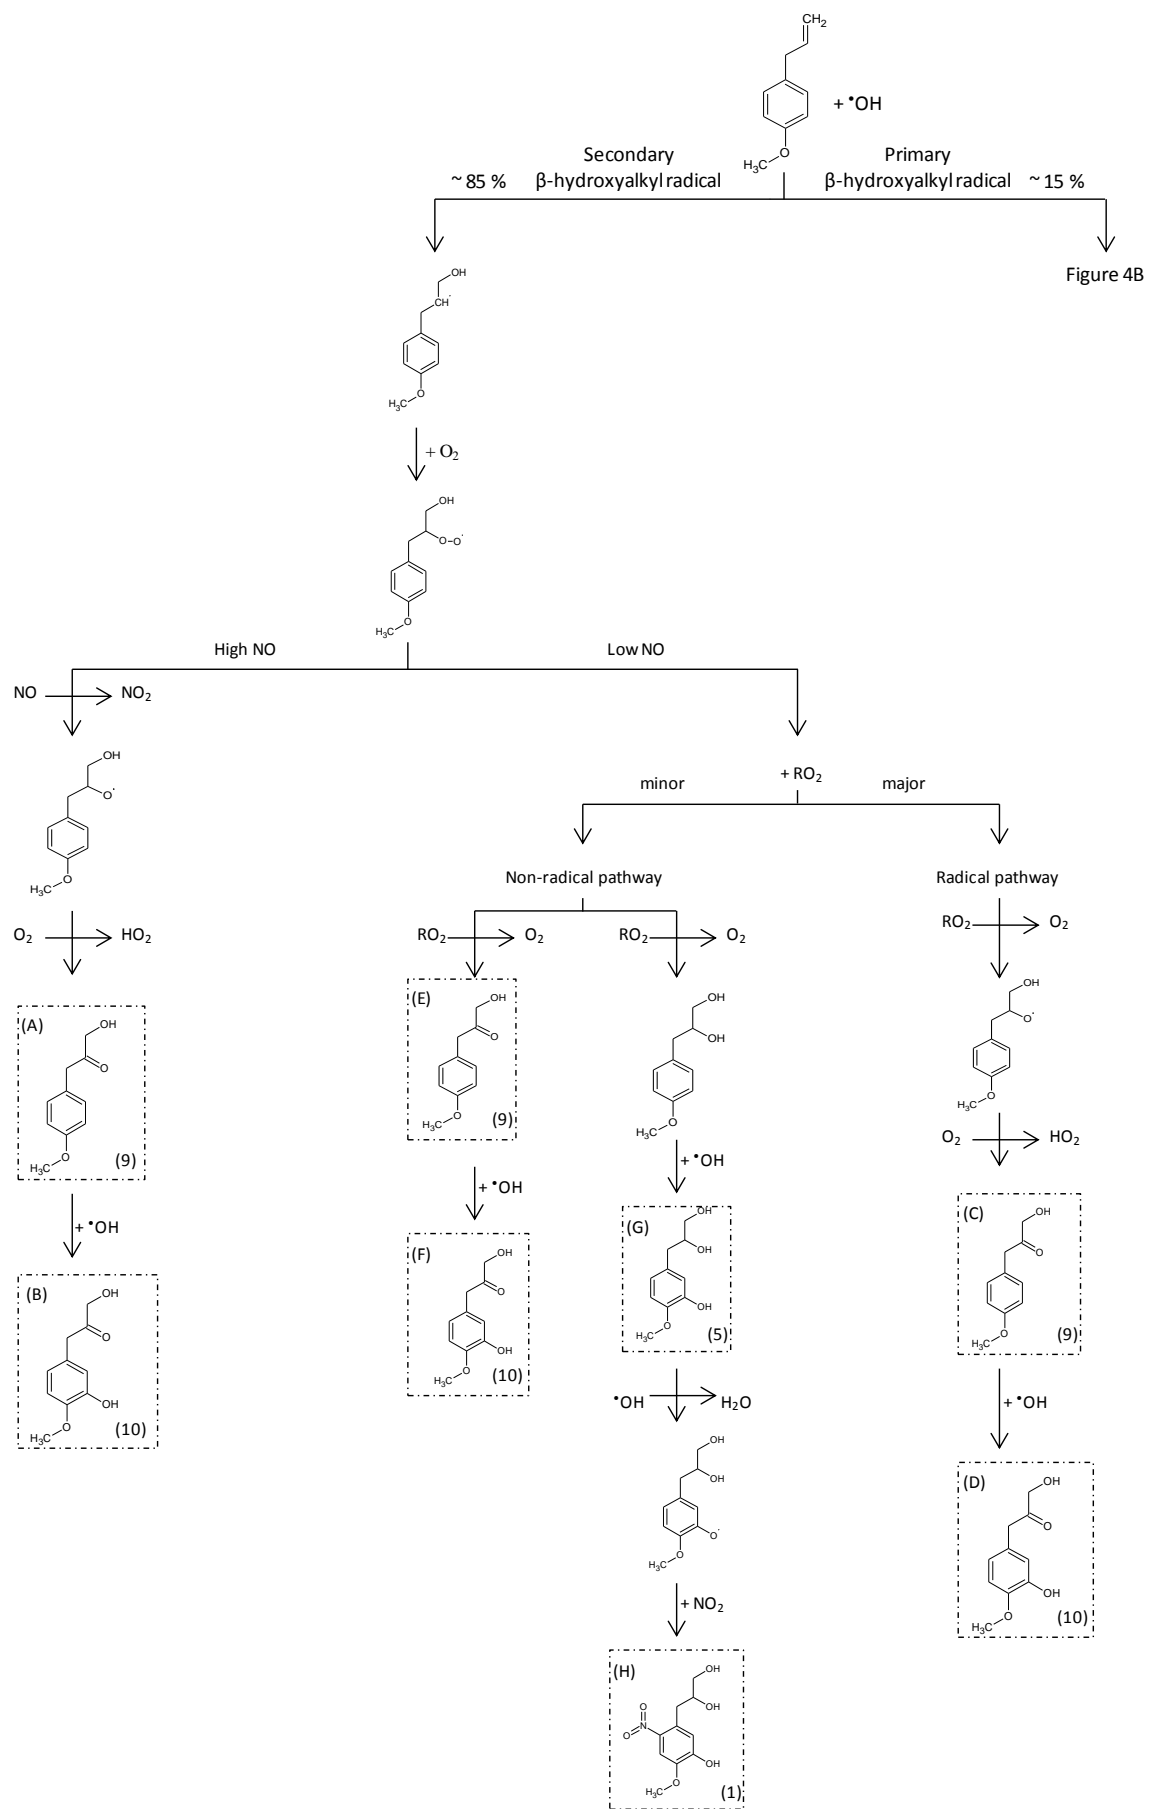 CH2
+ •OH
O
H3C
Secondary
β-hydroxyalkyl radical
Primary
β-hydroxyalkyl radical
~ 85 %
~ 15 %
Figure 4B
OH
CH·
O
H3C
+ O2
OH
O-O·
O
H3C
High NO
Low NO
NO
NO2
OH
O·
O
H3C
+ RO2
minor
major
Non-radical pathway
Radical pathway
O2
HO2
RO2
O2
RO2
O2
RO2
O2
(A)
OH
O
O
H3C
(9)
(E)
OH
O
O
H3C
(9)
OH
OH
O
H3C
OH
O·
O
H3C
O2
HO2
+ •OH
+ •OH
+ •OH
(B)
OH
O
OH
O
H3C
(10)
(F)
OH
O
OH
O
H3C
(10)
(G)
OH
OH
OH
O
H3C
(5)
(C)
OH
O
O
H3C
(9)
•OH
H2O
+ •OH
OH
OH
O·
O
H3C
(D)
OH
O
OH
O
H3C
(10)
+ NO2
(H)
OH
OH
O
N
O
OH
O
H3C
(1)